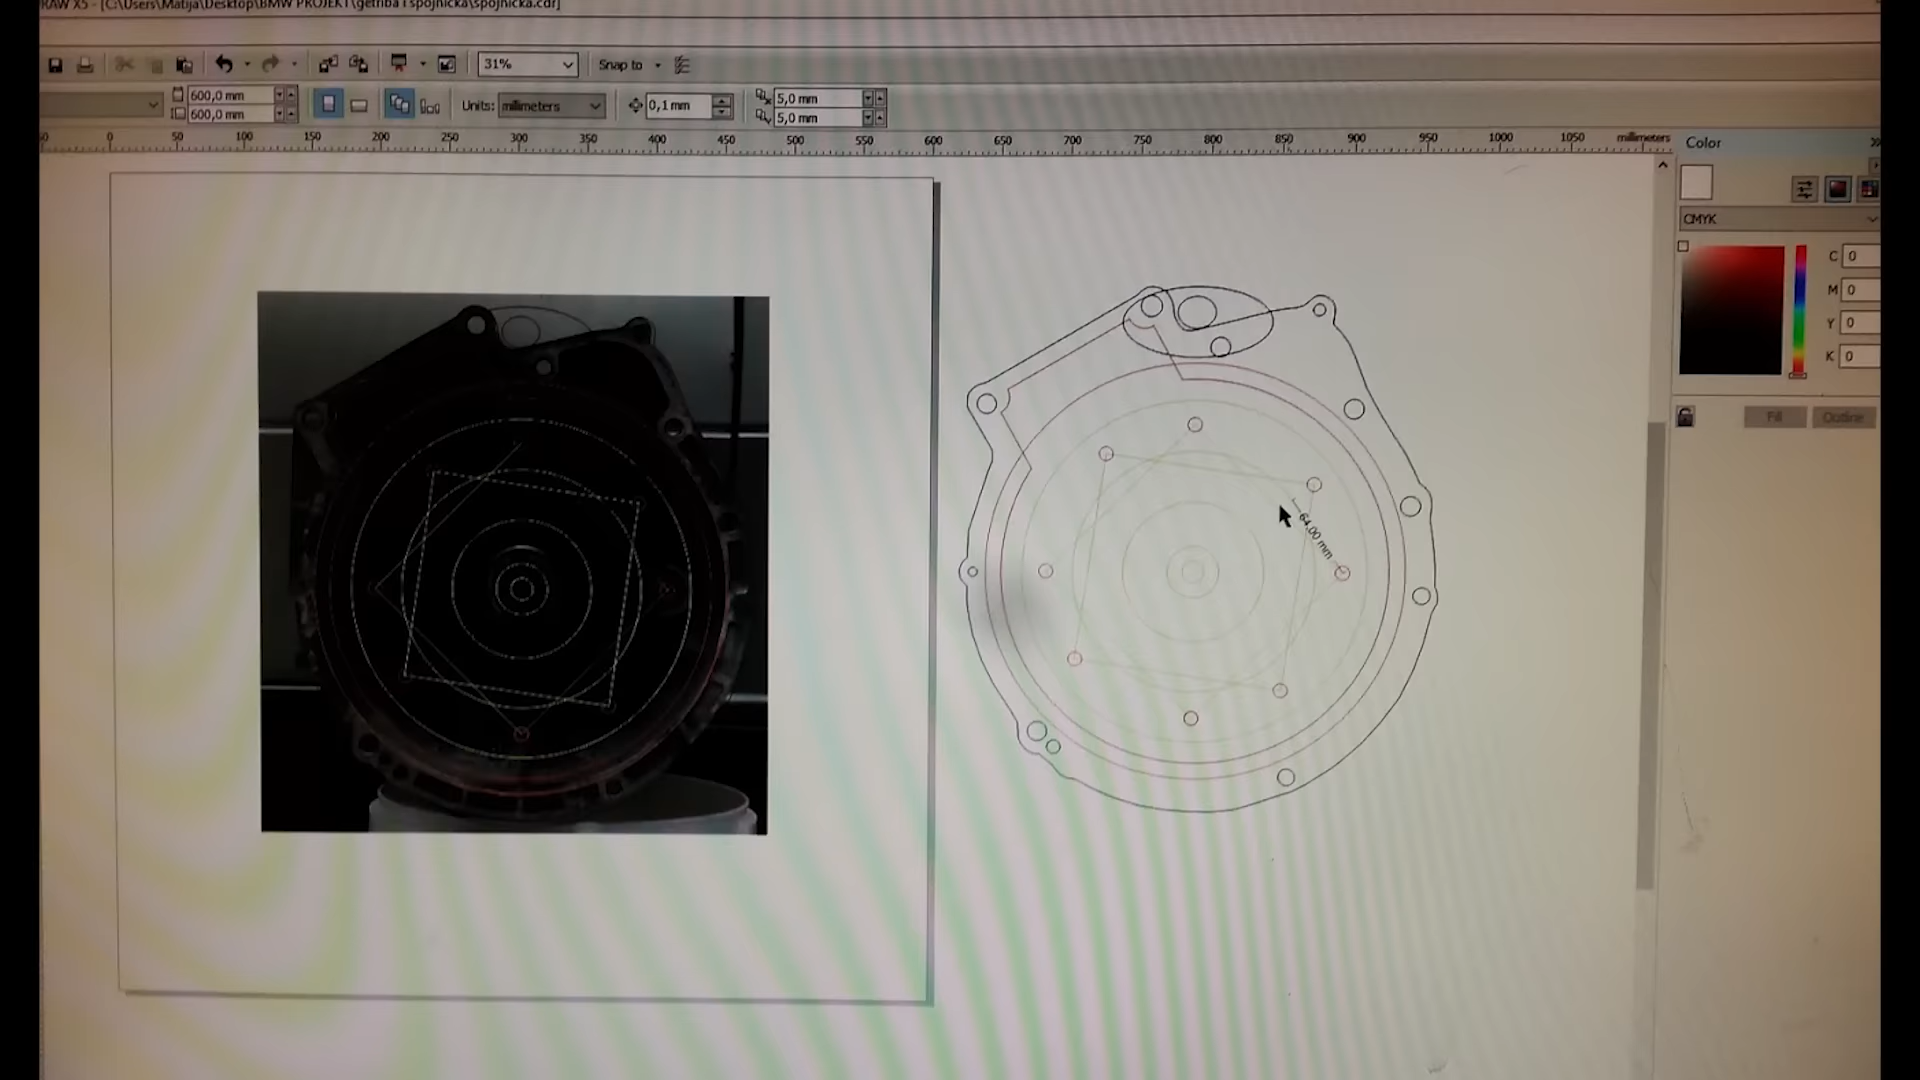 RAW X5 - [C:\Users\Matija\Desktop\BMW PROJEKT\getriba i spojnicka\spojnicka.cdr]
31% Snap to
600,0 mm
600,0 mm
Units: millimeters
0,1 mm
5,0 mm
5,0 mm
0 50 100 150 200 250 300 350 400 450 500 550 600 650 700 750 800 850 900 950 1000 1050 millimeters
Color
CMYK
C 0
M 0
Y 0
K 0
Fill Outline
64,00 mm